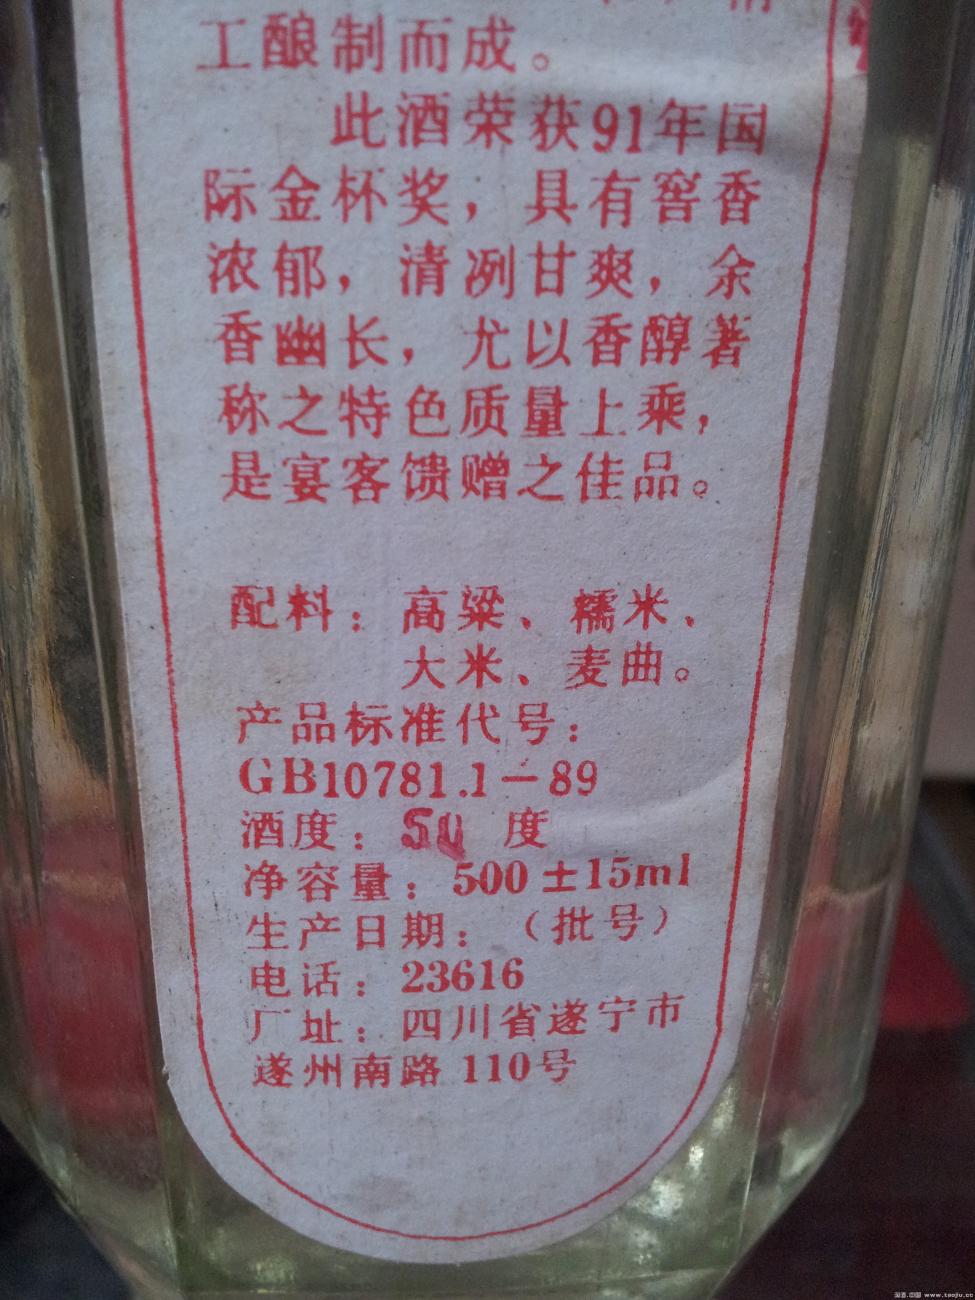 工酿制而成。
此酒荣获91年国
际金杯奖，具有窖香
浓郁，清冽甘爽，余
香幽长，尤以香醇著
称之特色质量上乘，
是宴客馈赠之佳品。
配料：高粱、糯米、
大米、麦曲。
产品标准代号：
GB10781.1－89
酒度：50 度
净容量：500±15ml
生产日期：（批号）
电话：23616
厂址：四川省遂宁市
遂州南路 110号